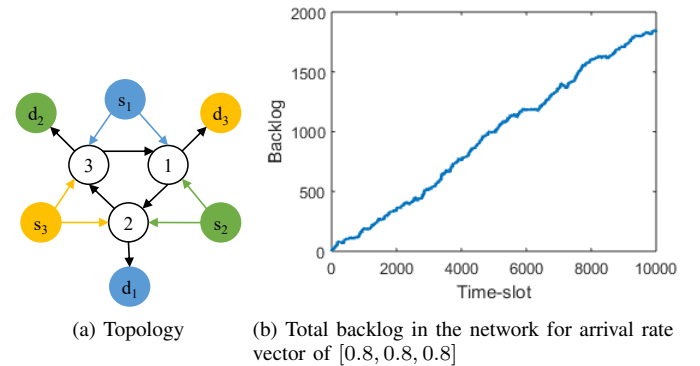 s1
d2
d3
3
1
s3
2
s2
d1
(a) Topology
2000
1500
1000
500
0
Backlog
0 2000 4000 6000 8000 10000
Time-slot
(b) Total backlog in the network for arrival rate
vector of [0.8, 0.8, 0.8]